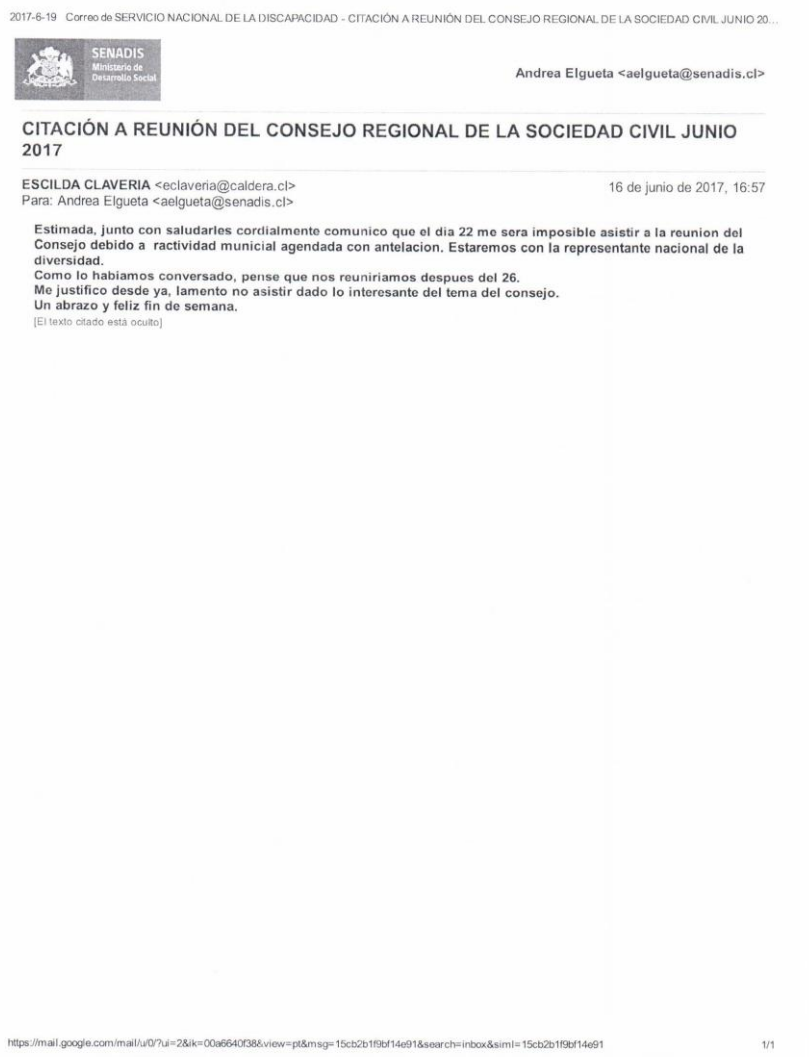 2017-6-19 Correo de SERVICIO NACIONAL DE LA DISCAPACIDAD - CITACIÓN A REUNIÓN DEL CONSEJO REGIONAL DE LA SOCIEDAD CIVIL JUNIO 20...
SENADIS
Ministerio de
Desarrollo Social
Andrea Elgueta <aelgueta@senadis.cl>
CITACIÓN A REUNIÓN DEL CONSEJO REGIONAL DE LA SOCIEDAD CIVIL JUNIO
2017
ESCILDA CLAVERIA <eclaveria@caldera.cl>
16 de junio de 2017, 16:57
Para: Andrea Elgueta <aelgueta@senadis.cl>
Estimada, junto con saludarles cordialmente comunico que el dia 22 me sera imposible asistir a la reunion del
Consejo debido a ractividad municial agendada con antelacion. Estaremos con la representante nacional de la
diversidad.
Como lo habiamos conversado, pense que nos reuniriamos despues del 26.
Me justifico desde ya, lamento no asistir dado lo interesante del tema del consejo.
Un abrazo y feliz fin de semana.
[El texto citado está oculto]
https://mail.google.com/mail/u/0/?ui=2&ik=00a6640f38&view=pt&msg=15cb2b1f9bf14e91&search=inbox&siml=15cb2b1f9bf14e91
1/1